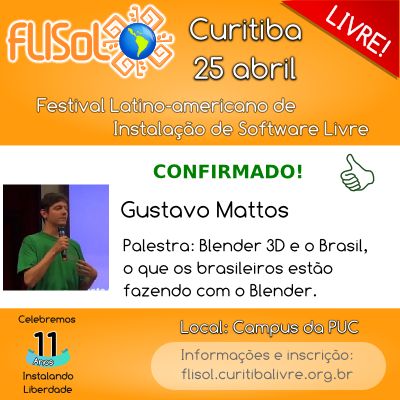 FLISoL
Curitiba
25 abril
LIVRE!
Festival Latino-americano de
Instalação de Software Livre
CONFIRMADO!
Gustavo Mattos
Palestra: Blender 3D e o Brasil,
o que os brasileiros estão
fazendo com o Blender.
Celebremos
11
Anos
Instalando
Liberdade
Local: Campus da PUC
Informações e inscrição:
flisol.curitibalivre.org.br